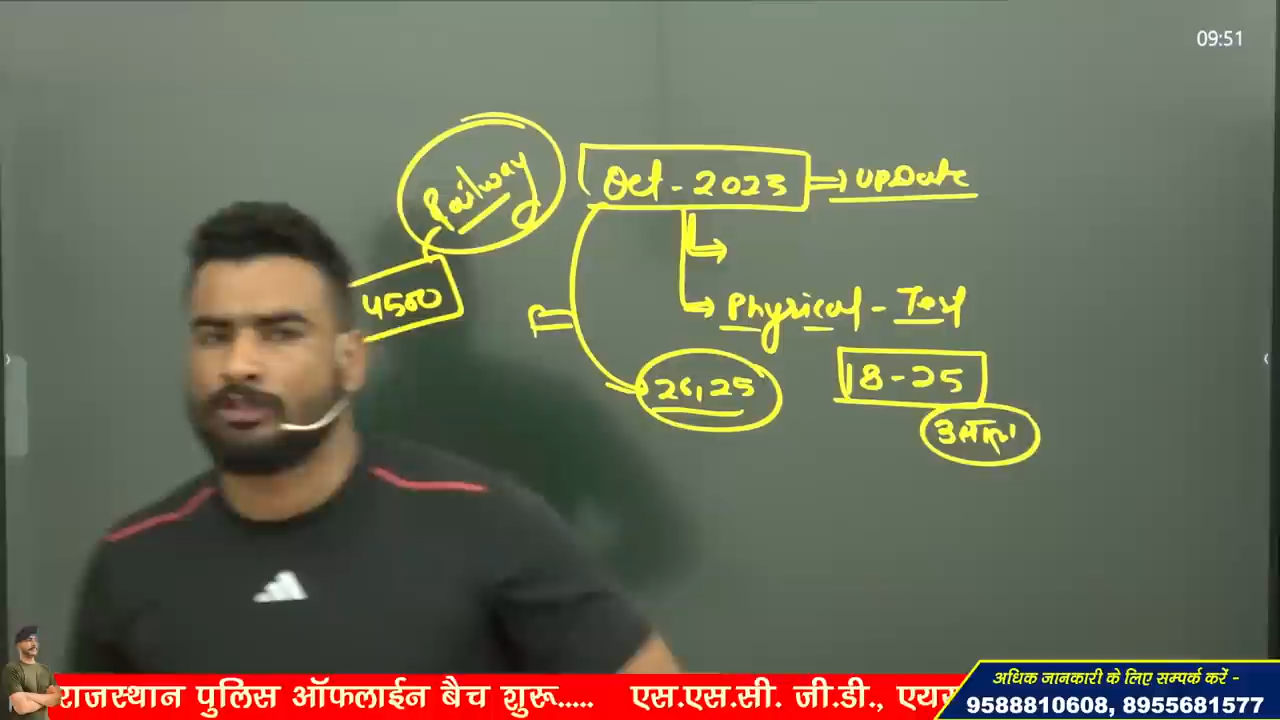 09:51
Railway
Oct-2023 => UPDate
4500
Physical - Test
26,25
18-25
राजस्थान पुलिस ऑफलाईन बैच शुरू..... एस.एस.सी. जी.डी., एयर
अधिक जानकारी के लिए सम्पर्क करें -
9588810608, 8955681577